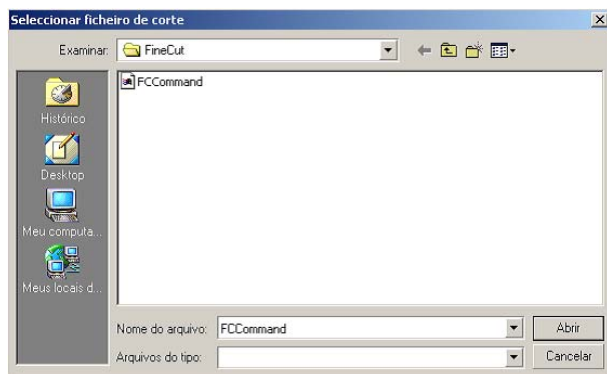 Seleccionar ficheiro de corte
Examinar: FineCut
FCCommand
Histórico
Desktop
Meu computa...
Meus locais d...
Nome do arquivo: FCCommand Abrir
Arquivos do tipo: Cancelar